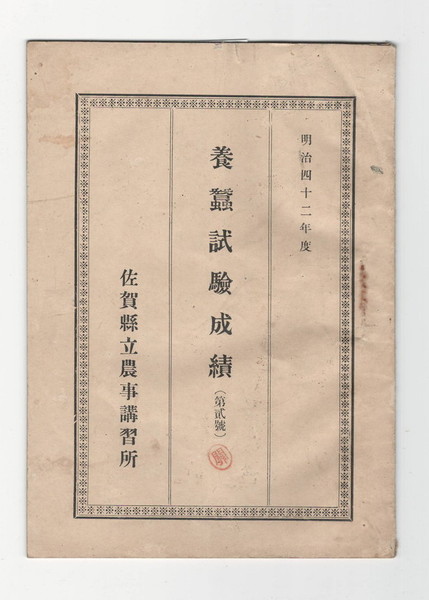 明治四十二年度
養蠶試驗成績（第貳號）
佐賀縣立農事講習所